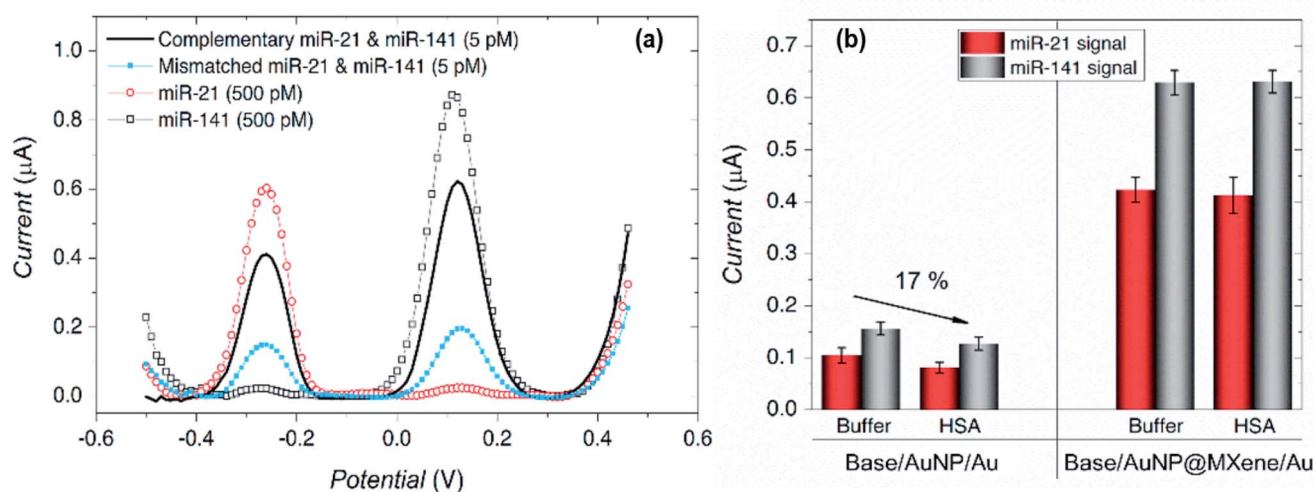 (a)
Complementary miR-21 & miR-141 (5 pM)
Mismatched miR-21 & miR-141 (5 pM)
miR-21 (500 pM)
miR-141 (500 pM)
1.0
0.8
0.6
0.4
0.2
0.0
Current (μA)
-0.6
-0.4
-0.2
0.0
0.2
0.4
0.6
Potential (V)
(b)
miR-21 signal
miR-141 signal
0.7
0.6
0.5
0.4
0.3
0.2
0.1
0.0
Current (μA)
17 %
Buffer HSA Buffer HSA
Base/AuNP/Au Base/AuNP@MXene/Au